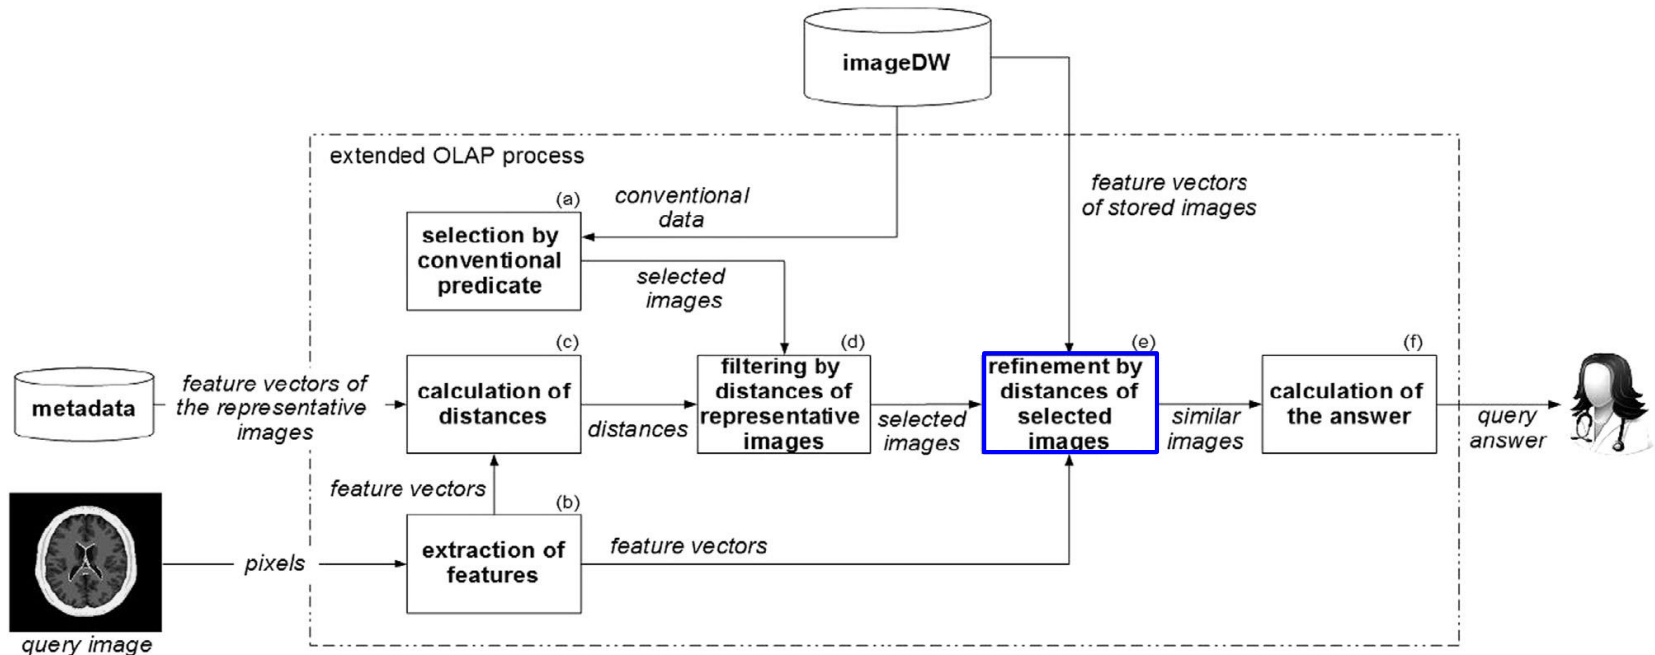 imageDW
extended OLAP process
(a)
selection by
conventional
predicate
conventional
data
selected
images
feature vectors
of stored images
metadata
feature vectors of
the representative
images
(c)
calculation of
distances
distances
(d)
filtering by
distances of
representative
images
selected
images
(e)
refinement by
distances of
selected
images
similar
images
(f)
calculation of
the answer
query
answer
feature vectors
(b)
extraction of
features
feature vectors
pixels
query image